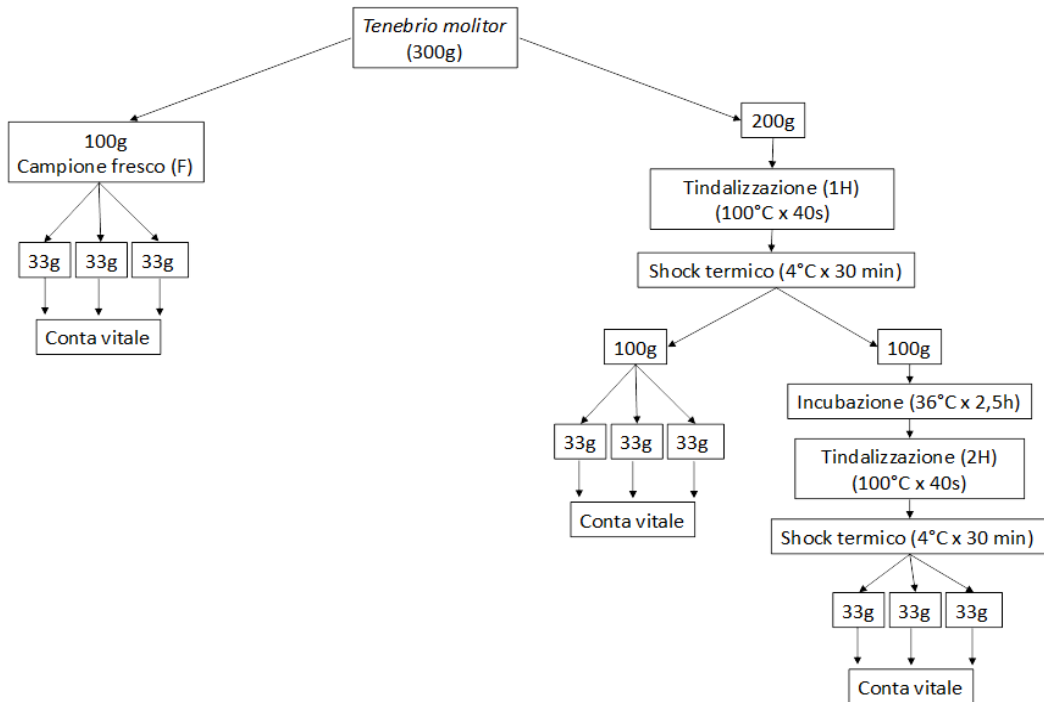 Tenebrio molitor
(300g)
100g
Campione fresco (F)
33g
33g
33g
Conta vitale
200g
Tindalizzazione (1H)
(100°C x 40s)
Shock termico (4°C x 30 min)
100g
33g
33g
33g
Conta vitale
100g
Incubazione (36°C x 2,5h)
Tindalizzazione (2H)
(100°C x 40s)
Shock termico (4°C x 30 min)
33g
33g
33g
Conta vitale